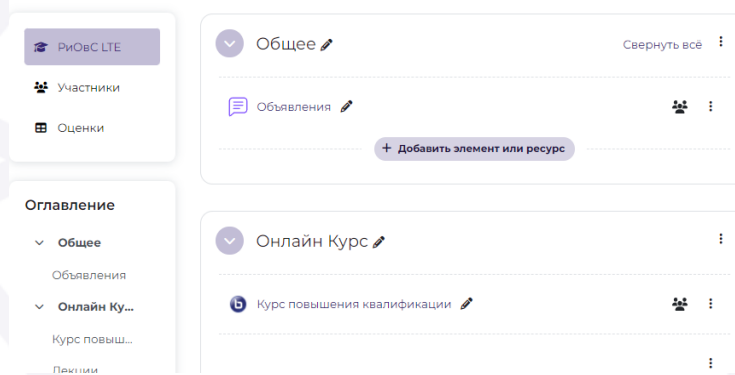 РиОвС LTE
Участники
Оценки
Оглавление
Общее
Объявления
Онлайн Ку...
Курс повыш...
Лекции
Общее
Свернуть всё
Объявления
+ Добавить элемент или ресурс
Онлайн Курс
Курс повышения квалификации